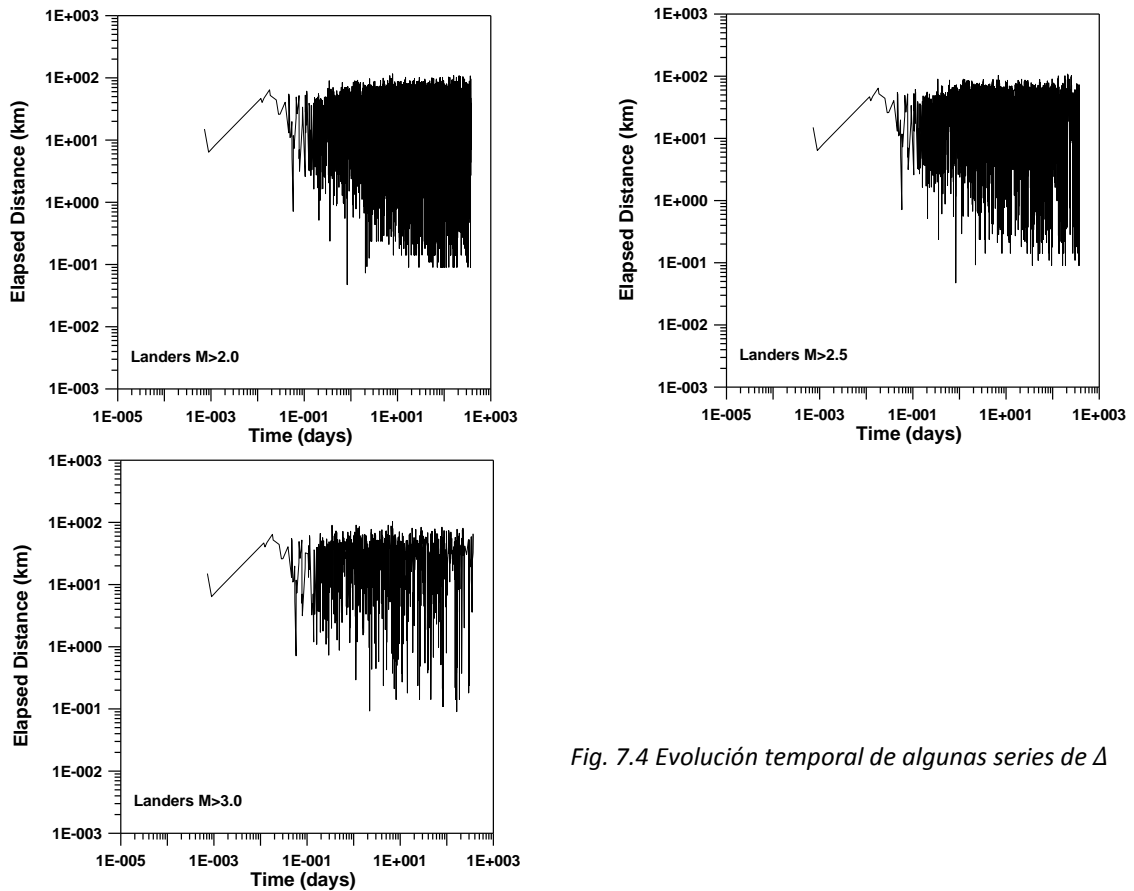 1E+003
1E+002
1E+001
1E+000
1E-001
1E-002
1E-003
Elapsed Distance (km)
Landers M>2.0
1E-005 1E-003 1E-001 1E+001 1E+003
Time (days)
1E+003
1E+002
1E+001
1E+000
1E-001
1E-002
1E-003
Elapsed Distance (km)
Landers M>2.5
1E-005 1E-003 1E-001 1E+001 1E+003
Time (days)
1E+003
1E+002
1E+001
1E+000
1E-001
1E-002
1E-003
Elapsed Distance (km)
Landers M>3.0
1E-005 1E-003 1E-001 1E+001 1E+003
Time (days)
Fig. 7.4 Evolución temporal de algunas series de Δ